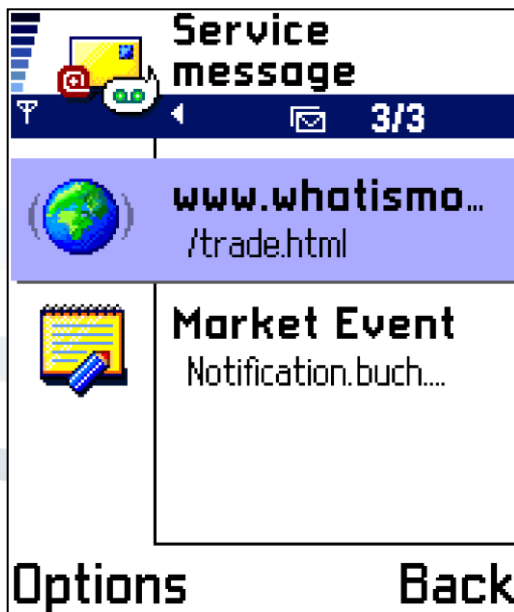 Service
message
3/3
www.whatismo...
/trade.html
Market Event
Notification.buch....
Options
Back